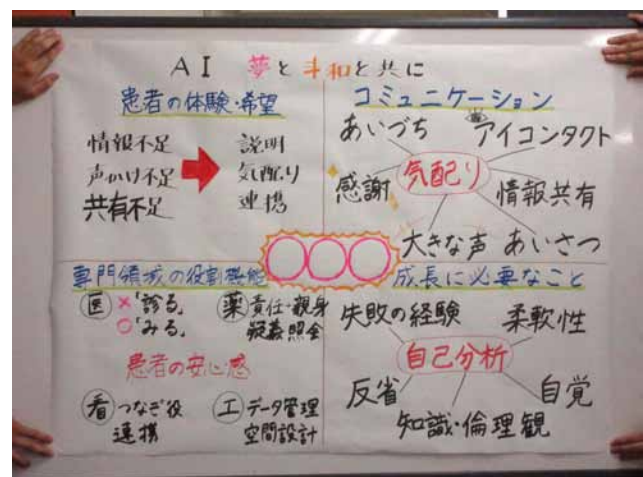 AI 夢と斗和と共に
患者の体験・希望
情報不足
声かけ不足
共有不足
説明
気配り
連携
コミュニケーション
あいづち
アイコンタクト
感謝
気配り
情報共有
大きな声
あいさつ
○○○
専門領域の役割機能
医 ×「診る」
○「みる」
薬 責任・親身
疑義照会
患者の安心感
看 つなぎ役
連携
工 データ管理
空間設計
成長に必要なこと
失敗の経験
柔軟性
自己分析
反省
自覚
知識・倫理観